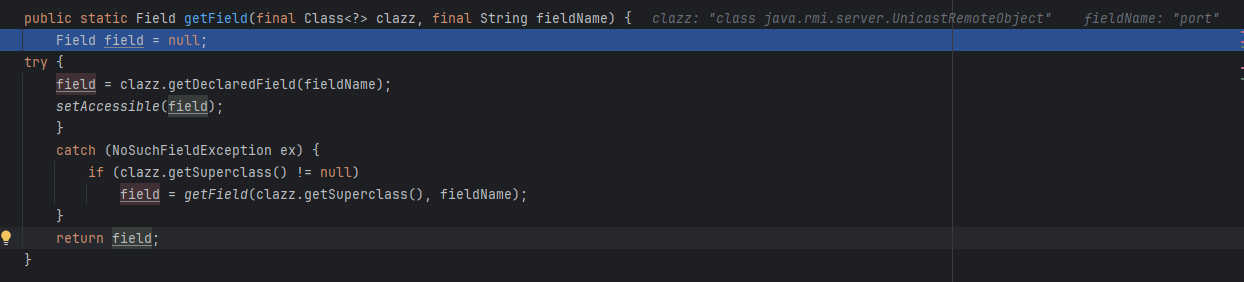 public static Field getField(final Class<?> clazz, final String fieldName) {   clazz: "class java.rmi.server.UnicastRemoteObject"    fieldName: "port"
    Field field = null;
try {
    field = clazz.getDeclaredField(fieldName);
    setAccessible(field);
    }
    catch (NoSuchFieldException ex) {
        if (clazz.getSuperclass() != null)
            field = getField(clazz.getSuperclass(), fieldName);
    }
    return field;
}